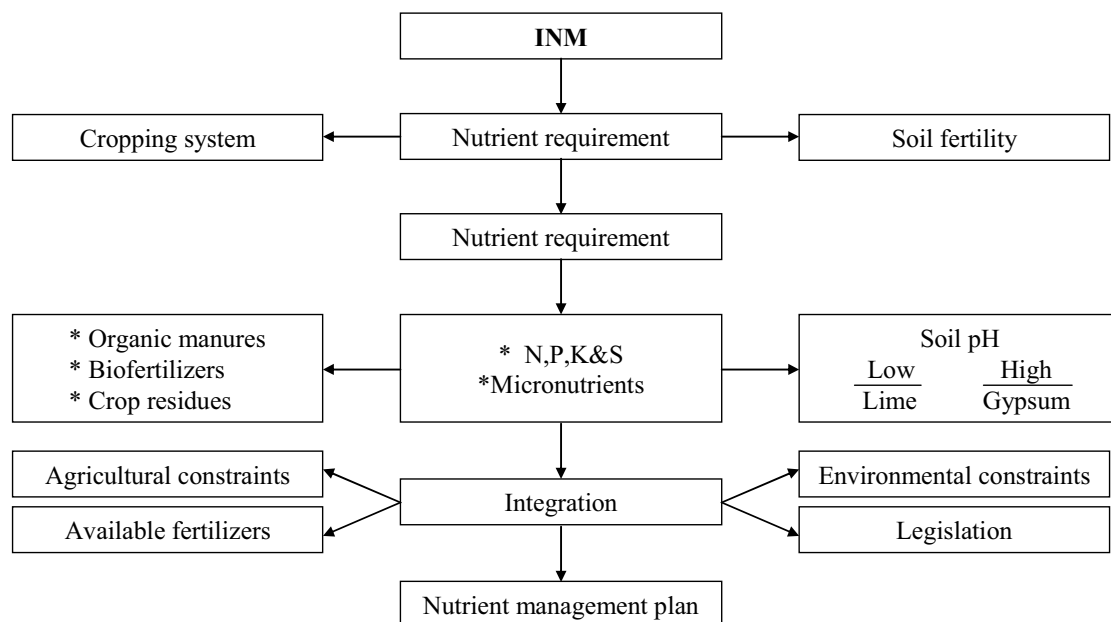 INM
Cropping system
Nutrient requirement
Soil fertility
Nutrient requirement
* Organic manures
* Biofertilizers
* Crop residues
* N,P,K&S
*Micronutrients
Soil pH
Low
Lime
High
Gypsum
Agricultural constraints
Available fertilizers
Integration
Environmental constraints
Legislation
Nutrient management plan